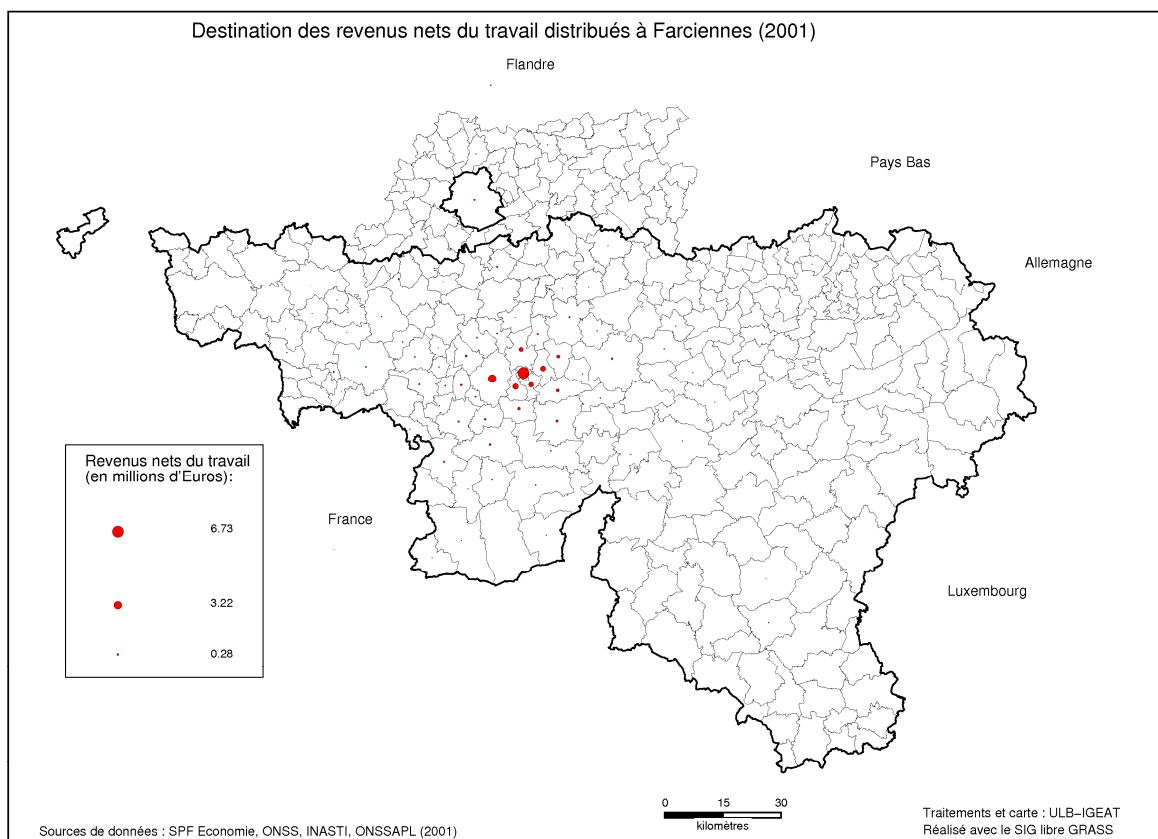 Destination des revenus nets du travail distribués à Farciennes (2001)
Flandre
Pays Bas
Allemagne
Revenus nets du travail
(en millions d'Euros):
6.73
3.22
0.28
France
Luxembourg
0 15 30
kilomètres
Sources de données : SPF Economie, ONSS, INASTI, ONSSAPL (2001)
Traitements et carte : ULB-IGEAT
Réalisé avec le SIG libre GRASS